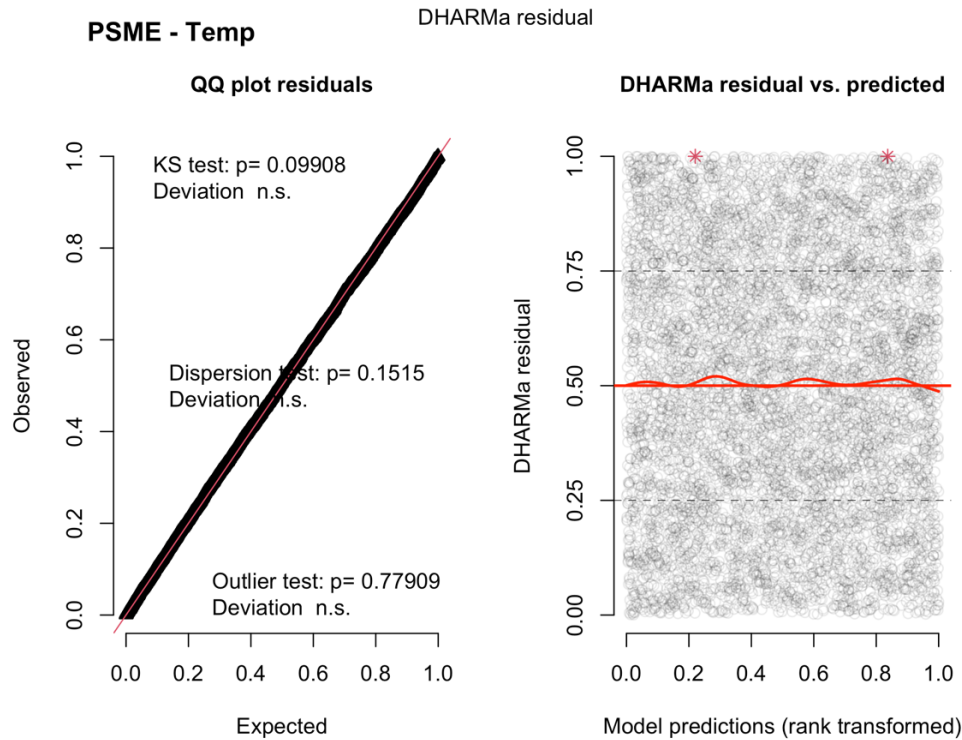 DHARMa residual
PSME - Temp
QQ plot residuals
KS test: p= 0.09908
Deviation n.s.
Dispersion test: p= 0.1515
Deviation n.s.
Outlier test: p= 0.77909
Deviation n.s.
Observed
0.0 0.2 0.4 0.6 0.8 1.0
0.0 0.2 0.4 0.6 0.8 1.0
Expected
DHARMa residual vs. predicted
DHARMa residual
0.00 0.25 0.50 0.75 1.00
0.0 0.2 0.4 0.6 0.8 1.0
Model predictions (rank transformed)